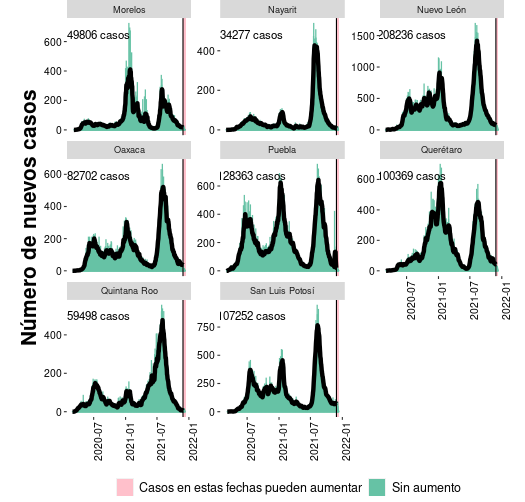 Número de nuevos casos
Morelos
49806 casos
600
400
200
0
Nayarit
34277 casos
400
200
0
Nuevo León
208236 casos
1500
1000
500
0
Oaxaca
82702 casos
600
400
200
0
Puebla
128363 casos
600
400
200
0
Querétaro
100369 casos
600
400
200
0
Quintana Roo
59498 casos
400
200
0
San Luis Potosí
107252 casos
750
500
250
0
2020-07
2021-01
2021-07
2022-01
2020-07
2021-01
2021-07
2022-01
2020-07
2021-01
2021-07
2022-01
Casos en estas fechas pueden aumentar
Sin aumento